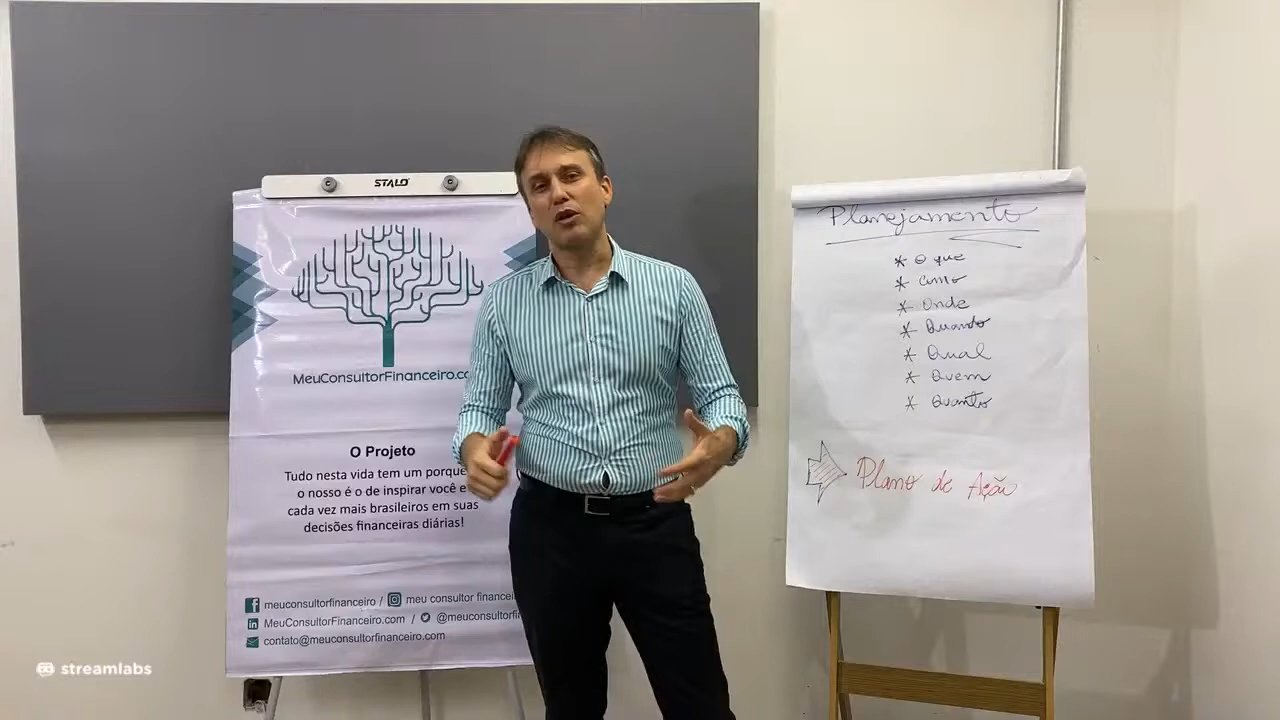 STALO
MeuConsultorFinanceiro.co
O Projeto
Tudo nesta vida tem um porque
o nosso é o de inspirar você e
cada vez mais brasileiros em suas
decisões financeiras diárias!
meuconsultorfinanceiro / meu consultor financei
MeuConsultorFinanceiro.com / @meuconsultorfin
contato@meuconsultorfinanceiro.com
Planejamento
* O que
* Como
* Onde
* Quando
* Qual
* Quem
* Quanto
Plano de Ação
streamlabs